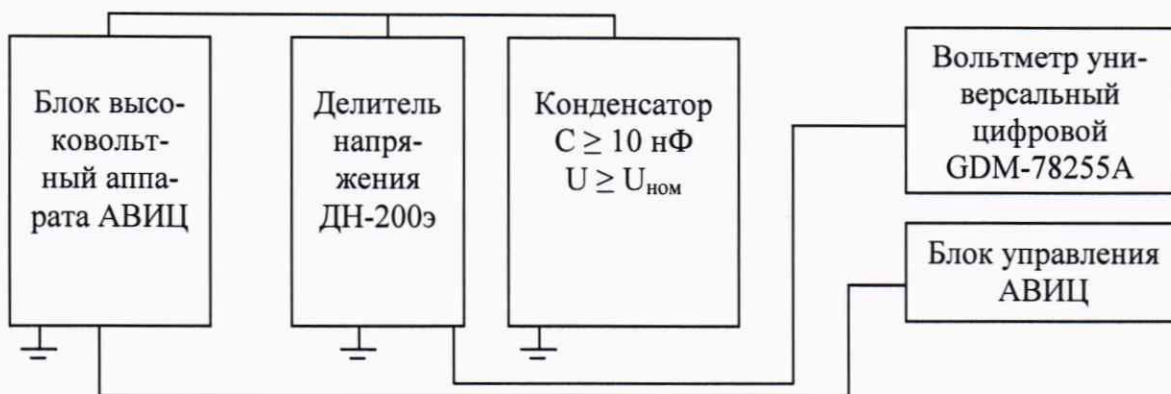 Блок высо-
ковольт-
ный аппа-
рата АВИЦ
Делитель
напря-
жения
ДН-200э
Конденсатор
C ≥ 10 нФ
U ≥ Uном
Вольтметр уни-
версальный
цифровой
GDM-78255A
Блок управления
АВИЦ